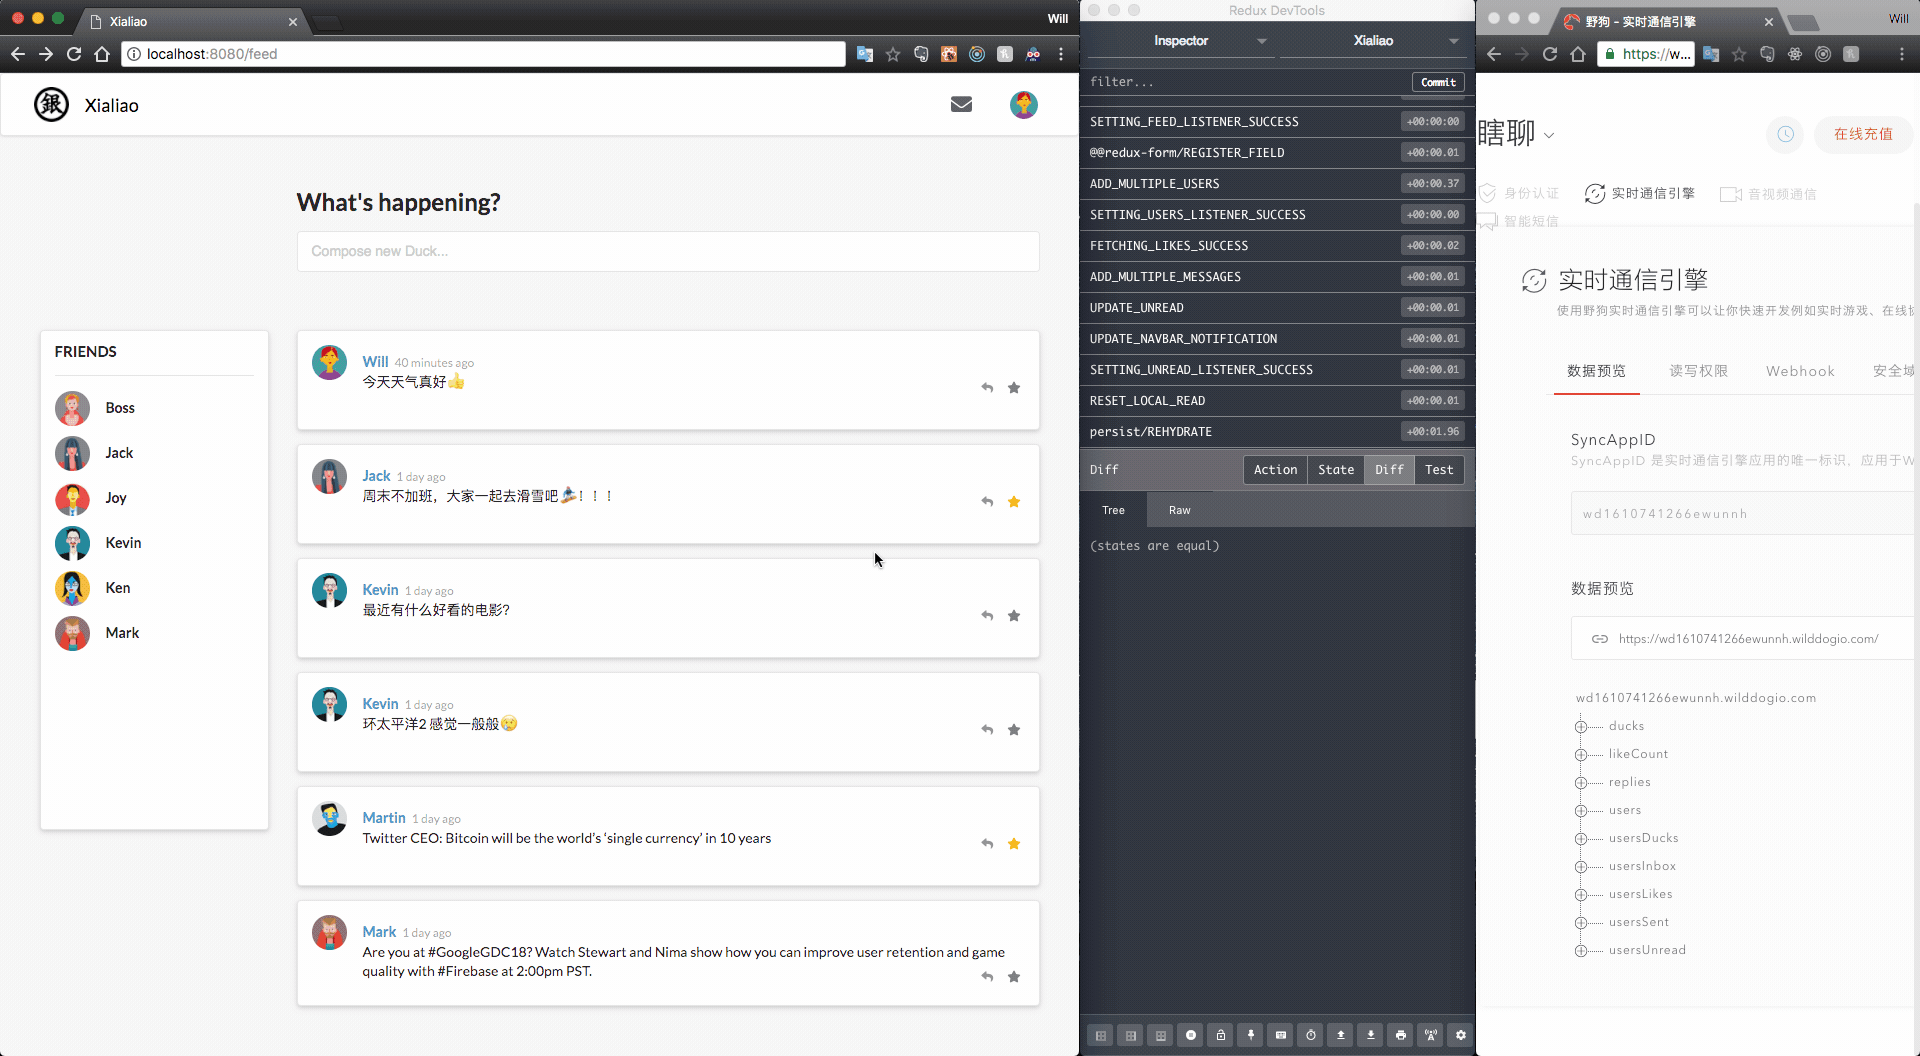 Xialiao
Will
localhost:8080/feed
銀
Xialiao
What's happening?
Compose new Duck...
FRIENDS
Boss
Jack
Joy
Kevin
Ken
Mark
Will 40 minutes ago
今天天气真好👍
Jack 1 day ago
周末不加班，大家一起去滑雪吧🏂！！！
Kevin 1 day ago
最近有什么好看的电影?
Kevin 1 day ago
环太平洋2 感觉一般般😢
Martin 1 day ago
Twitter CEO: Bitcoin will be the world’s ‘single currency’ in 10 years
Mark 1 day ago
Are you at #GoogleGDC18? Watch Stewart and Nima show how you can improve user retention and game
quality with #Firebase at 2:00pm PST.
Redux DevTools
Inspector
Xialiao
filter...
Commit
SETTING_FEED_LISTENER_SUCCESS +00:00:00
@@redux-form/REGISTER_FIELD +00:00.01
ADD_MULTIPLE_USERS +00:00.37
SETTING_USERS_LISTENER_SUCCESS +00:00.00
FETCHING_LIKES_SUCCESS +00:00.02
ADD_MULTIPLE_MESSAGES +00:00.01
UPDATE_UNREAD +00:00.01
UPDATE_NAVBAR_NOTIFICATION +00:00.01
SETTING_UNREAD_LISTENER_SUCCESS +00:00.01
RESET_LOCAL_READ +00:00.01
persist/REHYDRATE +00:01.96
Diff
Action State Diff Test
Tree Raw
(states are equal)
野狗 - 实时通信引擎
Will
https://w...
瞎聊
在线充值
身份认证
实时通信引擎
音视频通信
智能短信
实时通信引擎
使用野狗实时通信引擎可以让你快速开发例如实时游戏、在线
数据预览 读写权限 Webhook 安全域
SyncAppID
SyncAppID 是实时通信引擎应用的唯一标识，应用于W
wd1610741266ewunnh
数据预览
https://wd1610741266ewunnh.wilddogio.com/
wd1610741266ewunnh.wilddogio.com
ducks
likeCount
replies
users
usersDucks
usersInbox
usersLikes
usersSent
usersUnread